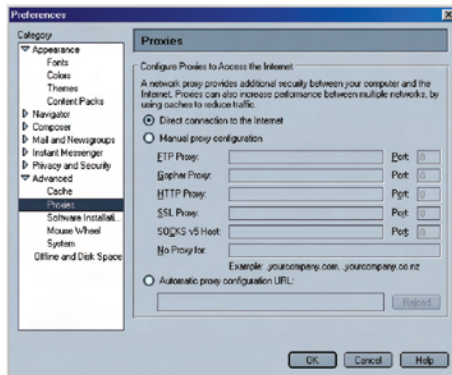 Preferences
Category
Appearance
Fonts
Colors
Themes
Content Packs
Navigator
Composer
Mail and Newsgroups
Instant Messenger
Privacy and Security
Advanced
Cache
Proxies
Software Installati...
Mouse Wheel
System
Offline and Disk Space
Proxies
Configure Proxies to Access the Internet
A network proxy provides additional security between your computer and the
Internet. Proxies can also increase performance between multiple networks, by
using caches to reduce traffic.
Direct connection to the Internet
Manual proxy configuration
FTP Proxy: Port: 0
Gopher Proxy: Port: 0
HTTP Proxy: Port: 0
SSL Proxy: Port: 0
SOCKS v5 Host: Port: 0
No Proxy for:
Example: .yourcompany.com, .yourcompany.co.nz
Automatic proxy configuration URL:
Reload
OK Cancel Help